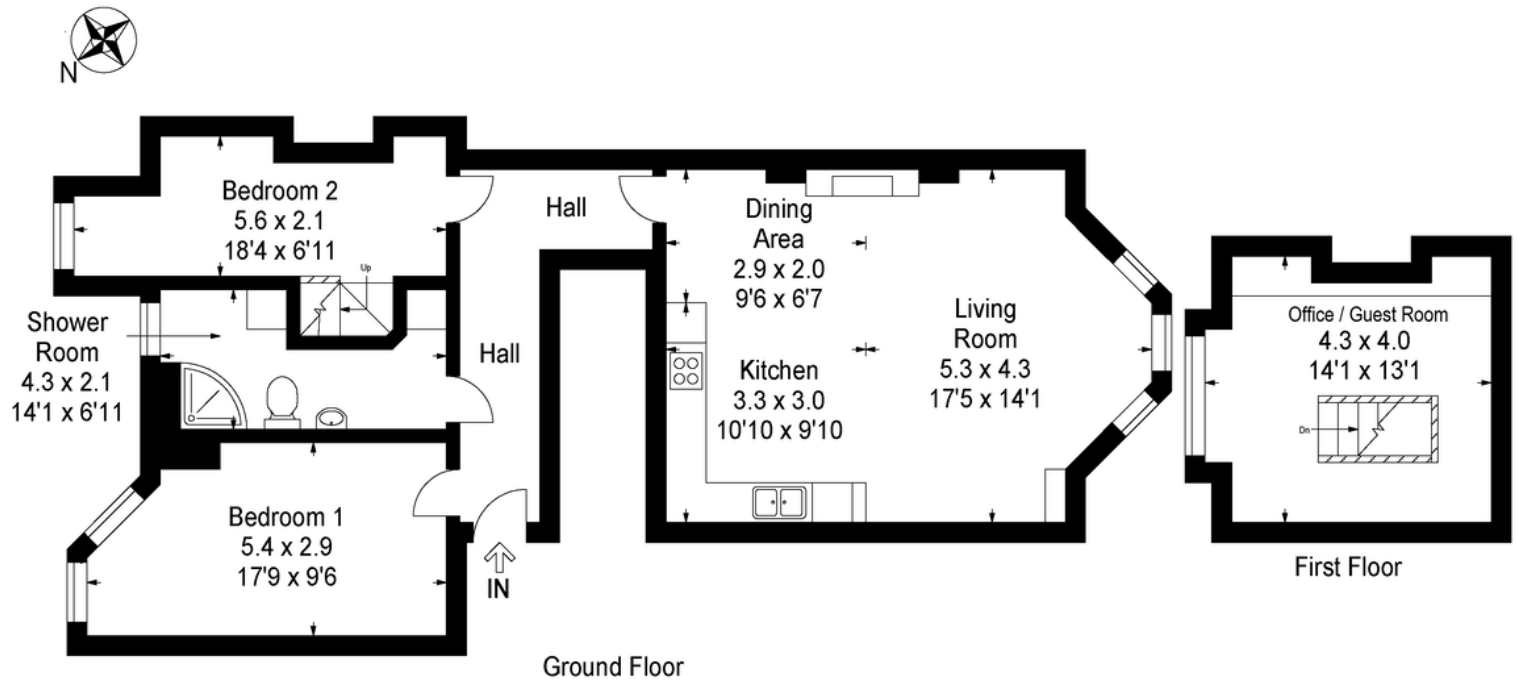 N
Bedroom 2
5.6 x 2.1
18'4 x 6'11
Up
Hall
Dining
Area
2.9 x 2.0
9'6 x 6'7
Shower
Room
4.3 x 2.1
14'1 x 6'11
Hall
Kitchen
3.3 x 3.0
10'10 x 9'10
Living
Room
5.3 x 4.3
17'5 x 14'1
Office / Guest Room
4.3 x 4.0
14'1 x 13'1
Dn
Bedroom 1
5.4 x 2.9
17'9 x 9'6
IN
First Floor
Ground Floor